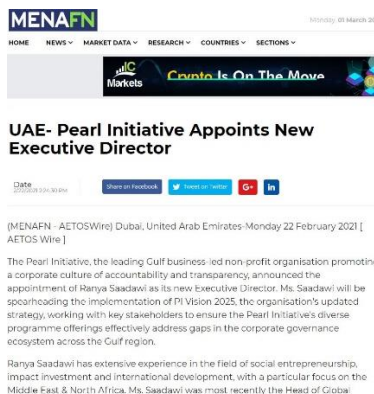 MENAFN
Monday, 01 March 20
HOME NEWS MARKET DATA RESEARCH COUNTRIES SECTIONS
IC Markets Crypto Is On The Move
UAE- Pearl Initiative Appoints New
Executive Director
Date
Share on Facebook Tweet on Twitter G+ in
(MENAFN - AETOSWire) Dubai, United Arab Emirates-Monday 22 February 2021 [
AETOS Wire ]
The Pearl Initiative, the leading Gulf business-led non-profit organisation promotin
a corporate culture of accountability and transparency, announced the
appointment of Ranya Saadawi as its new Executive Director. Ms. Saadawi will be
spearheading the implementation of PI Vision 2025, the organisation's updated
strategy, working with key stakeholders to ensure the Pearl Initiative's diverse
programme offerings effectively address gaps in the corporate governance
ecosystem across the Gulf region.
Ranya Saadawi has extensive experience in the field of social entrepreneurship,
impact investment and international development, with a particular focus on the
Middle East & North Africa. Ms. Saadawi was most recently the Head of Global